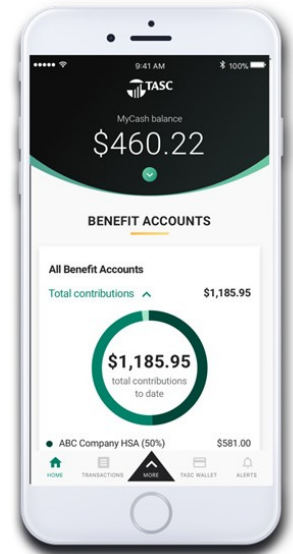 9:41 AM
100%
TASC
MyCash balance
$460.22
BENEFIT ACCOUNTS
All Benefit Accounts
Total contributions
$1,185.95
$1,185.95
total contributions
to date
ABC Company HSA (50%)
$581.00
HOME
TRANSACTIONS
MORE
TASC WALLET
ALERTS